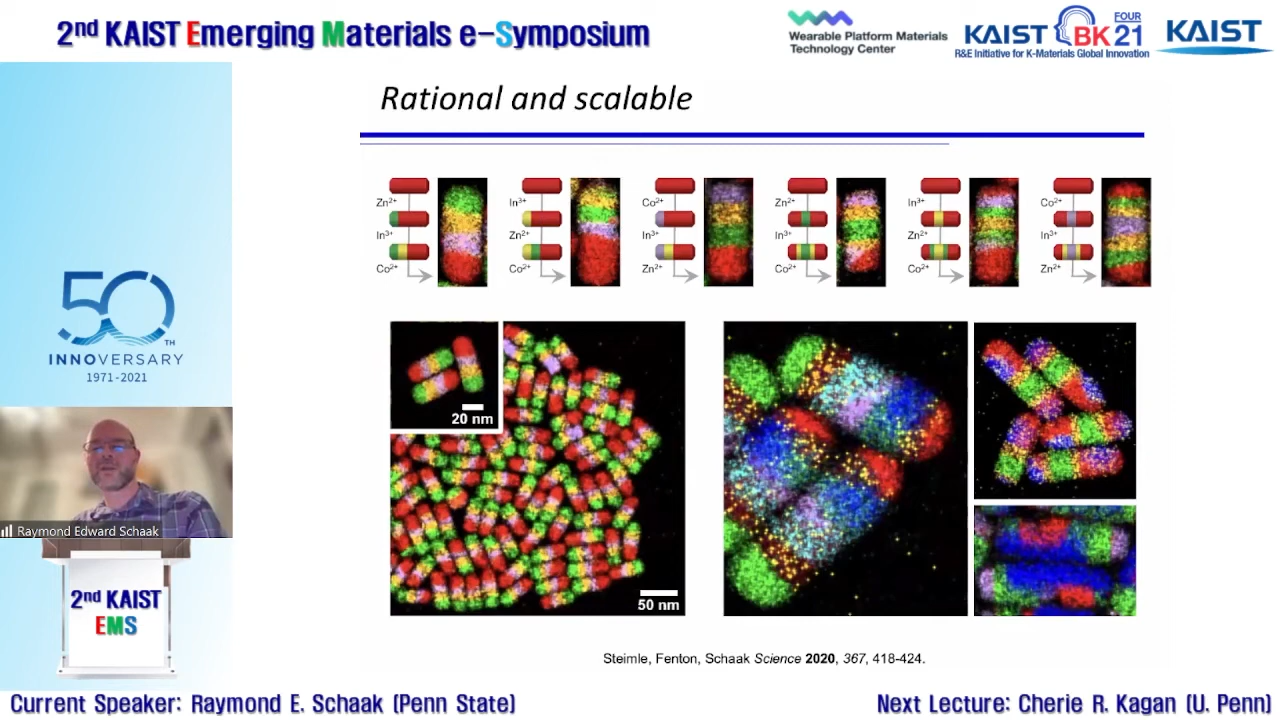 2nd KAIST Emerging Materials e-Symposium
Wearable Platform Materials
Technology Center
KAIST BK FOUR 21
R&E Initiative for K-Materials Global Innovation
KAIST
Rational and scalable
Zn²⁺
In³⁺
Co²⁺
In³⁺
Zn²⁺
Co²⁺
Co²⁺
In³⁺
Zn²⁺
Zn²⁺
In³⁺
Co²⁺
In³⁺
Zn²⁺
Co²⁺
Co²⁺
In³⁺
Zn²⁺
50 TH
INNOVERSARY
1971-2021
20 nm
50 nm
Raymond Edward Schaak
2nd KAIST
EMS
Steimle, Fenton, Schaak Science 2020, 367, 418-424.
Current Speaker: Raymond E. Schaak (Penn State)
Next Lecture: Cherie R. Kagan (U. Penn)